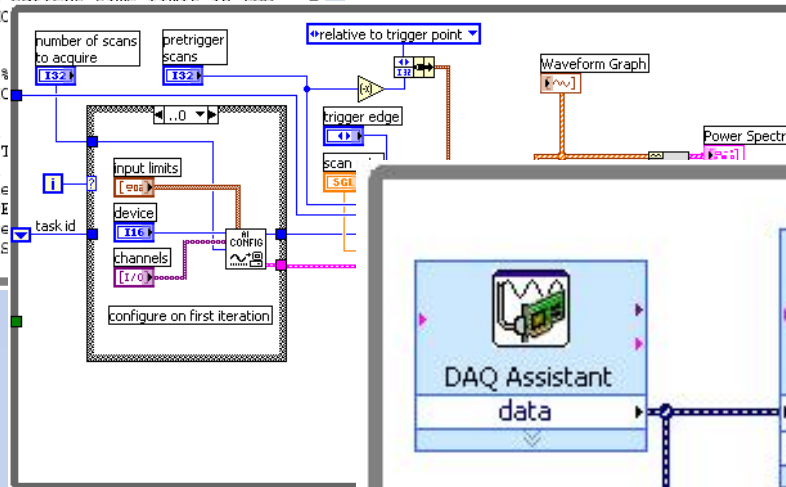 number of scans
to acquire
I32
pretrigger
scans
I32
relative to trigger point
I32
Waveform Graph
trigger edge
Power Spectr
scan
SGL
..0
input limits
i
?
device
I16
task id
AI
CONFIG
channels
I/O
configure on first iteration
DAQ Assistant
data